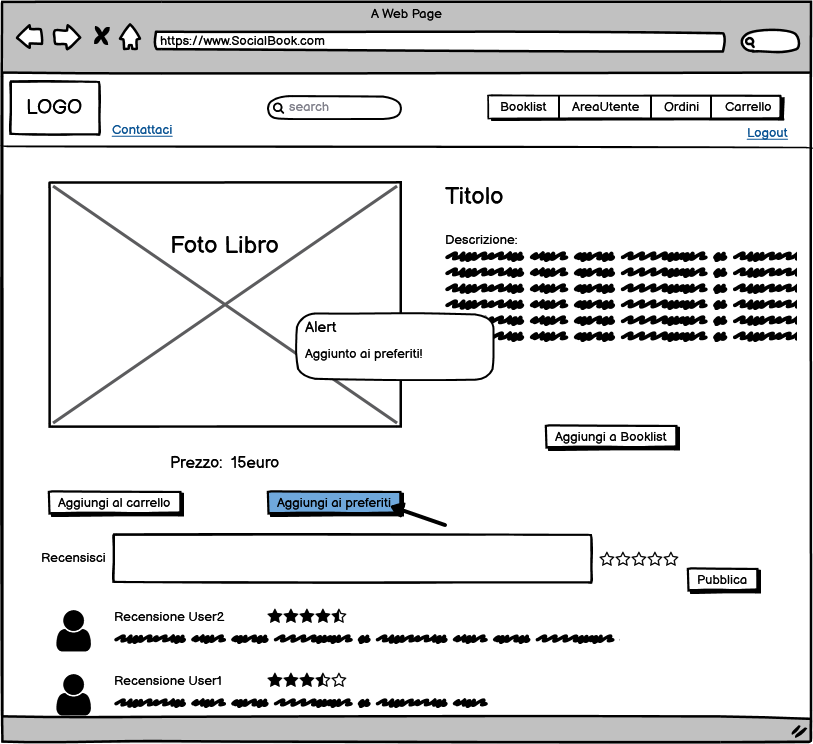 A Web Page
https://www.SocialBook.com
LOGO
Contattaci
search
Booklist AreaUtente Ordini Carrello
Logout
Foto Libro
Titolo
Descrizione:
Alert
Aggiunto ai preferiti!
Aggiungi a Booklist
Prezzo: 15euro
Aggiungi al carrello
Aggiungi ai preferiti
Recensisci
Pubblica
Recensione User2
Recensione User1